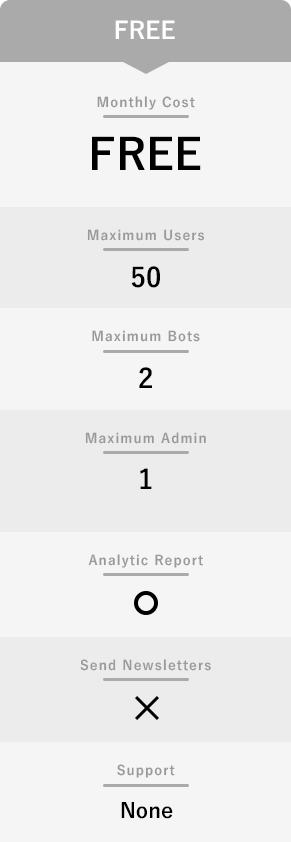 FREE
Monthly Cost
FREE
Maximum Users
50
Maximum Bots
2
Maximum Admin
1
Analytic Report
Send Newsletters
Support
None